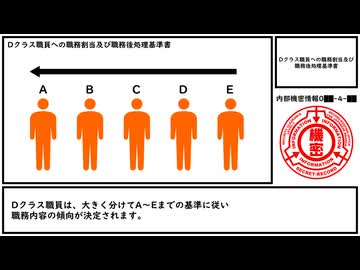 Dクラス職員への職務割当及び職務後処理基準書
A B C D E
Dクラス職員への職務割当及び
職務後処理基準書
内部機密情報0██-4-██
機密
INFORMATION
INFORMATION
SECRET-RECORD
Dクラス職員は、大きく分けてA～Eまでの基準に従い
職務内容の傾向が決定されます。